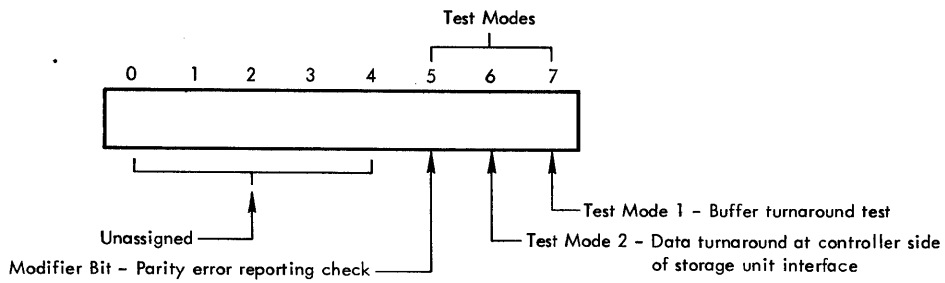 Test Modes
0 1 2 3 4 5 6 7
Test Mode 1 - Buffer turnaround test
Unassigned
Test Mode 2 - Data turnaround at controller side
of storage unit interface
Modifier Bit - Parity error reporting check